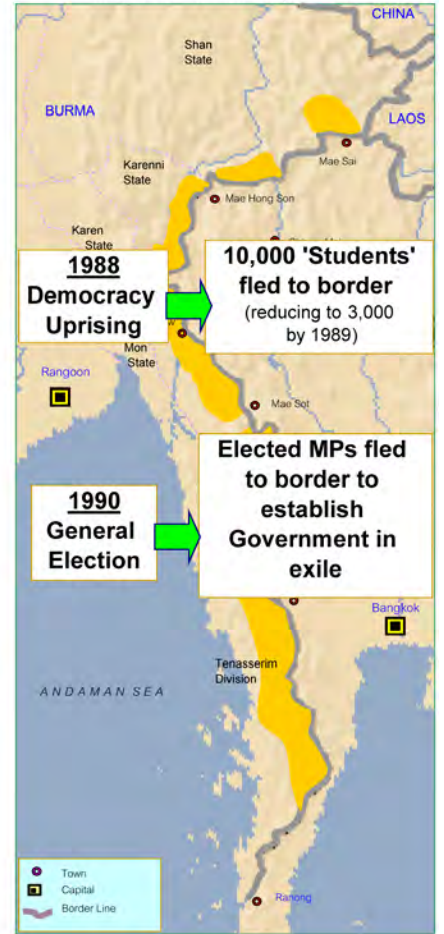 CHINA
Shan
State
BURMA
LAOS
Mae Sai
Karenni
State
Mae Hong Son
Karen
State
1988
Democracy
Uprising
10,000 'Students'
fled to border
(reducing to 3,000
by 1989)
Mon
State
Rangoon
Mae Sot
1990
General
Election
Elected MPs fled
to border to
establish
Government in
exile
Bangkok
Tenasserim
Division
ANDAMAN SEA
Town
Capital
Border Line
Ranong